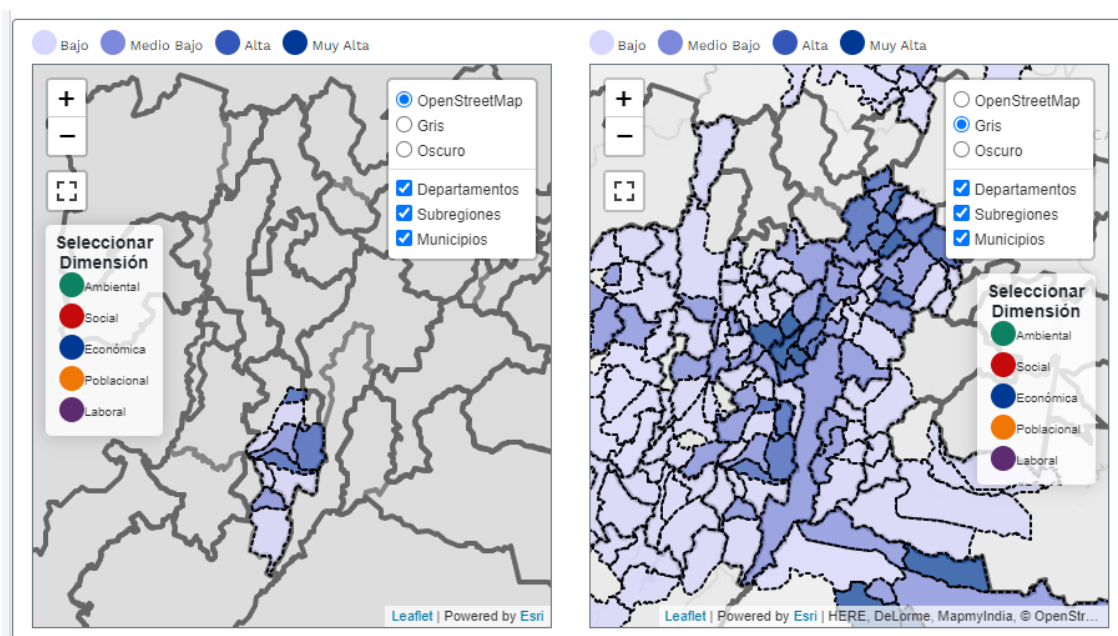 Bajo Medio Bajo Alta Muy Alta
+
−
OpenStreetMap
Gris
Oscuro
Departamentos
Subregiones
Municipios
Seleccionar
Dimensión
Ambiental
Social
Económica
Poblacional
Laboral
Leaflet | Powered by Esri
Bajo Medio Bajo Alta Muy Alta
+
−
OpenStreetMap
Gris
Oscuro
Departamentos
Subregiones
Municipios
Seleccionar
Dimensión
Ambiental
Social
Económica
Poblacional
Laboral
Leaflet | Powered by Esri | HERE, DeLorme, MapmyIndia, © OpenStr...